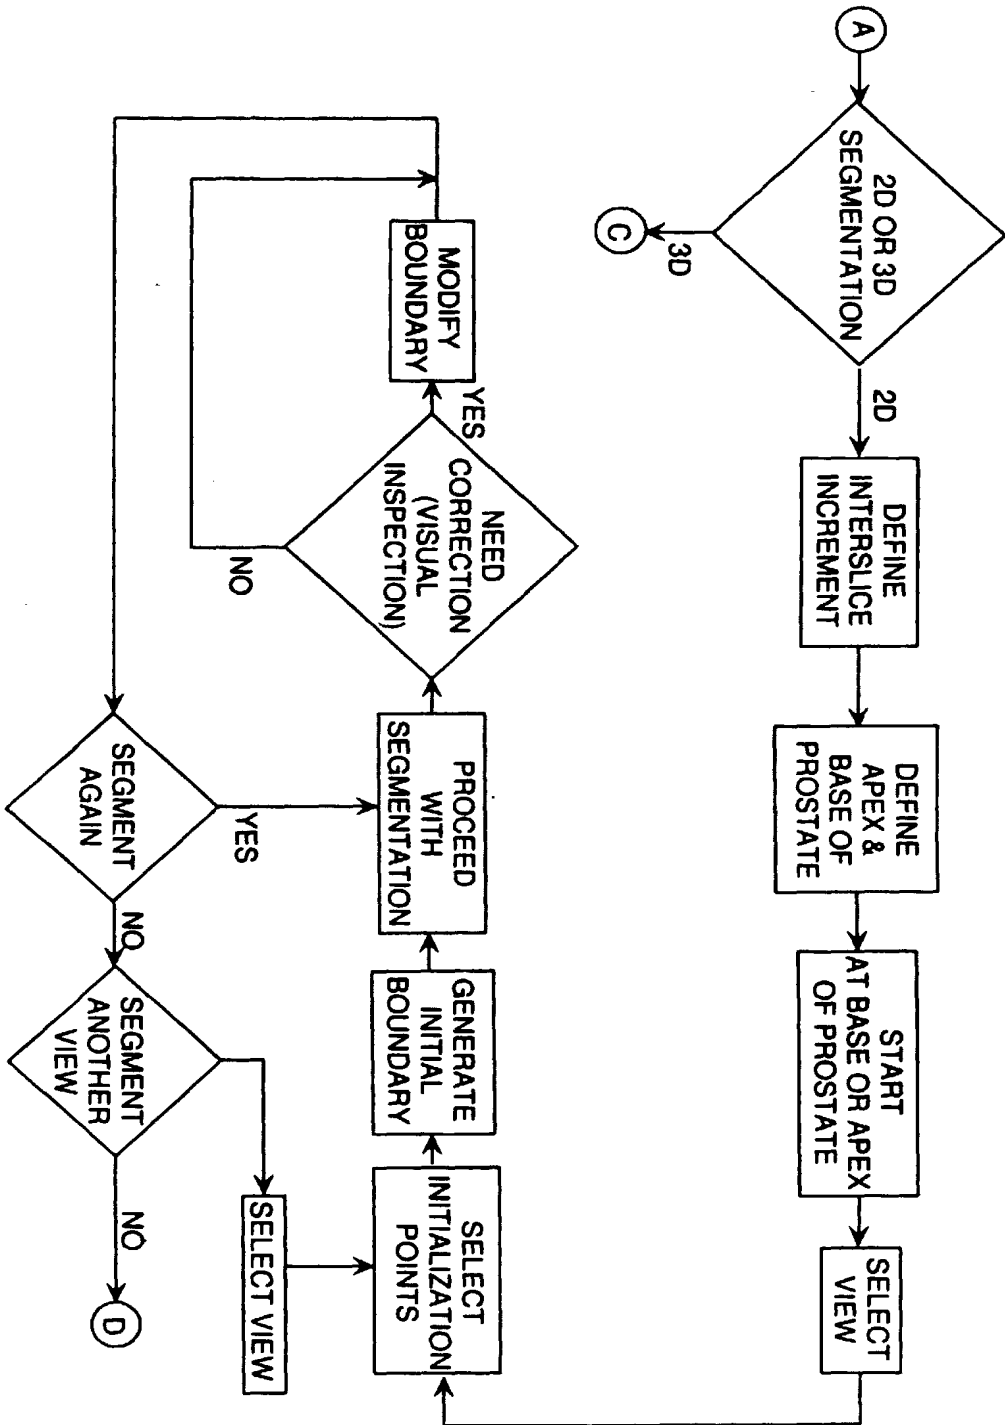 A
2D OR 3D
SEGMENTATION
3D
C
2D
DEFINE
INTERSLICE
INCREMENT
DEFINE
APEX &
BASE OF
PROSTATE
START
AT BASE OR APEX
OF PROSTATE
SELECT
VIEW
SELECT
INITIALIZATION
POINTS
GENERATE
INITIAL
BOUNDARY
PROCEED
WITH
SEGMENTATION
NEED
CORRECTION
(VISUAL
INSPECTION)
YES
NO
MODIFY
BOUNDARY
SEGMENT
AGAIN
YES
NO
SEGMENT
ANOTHER
VIEW
SELECT VIEW
NO
D